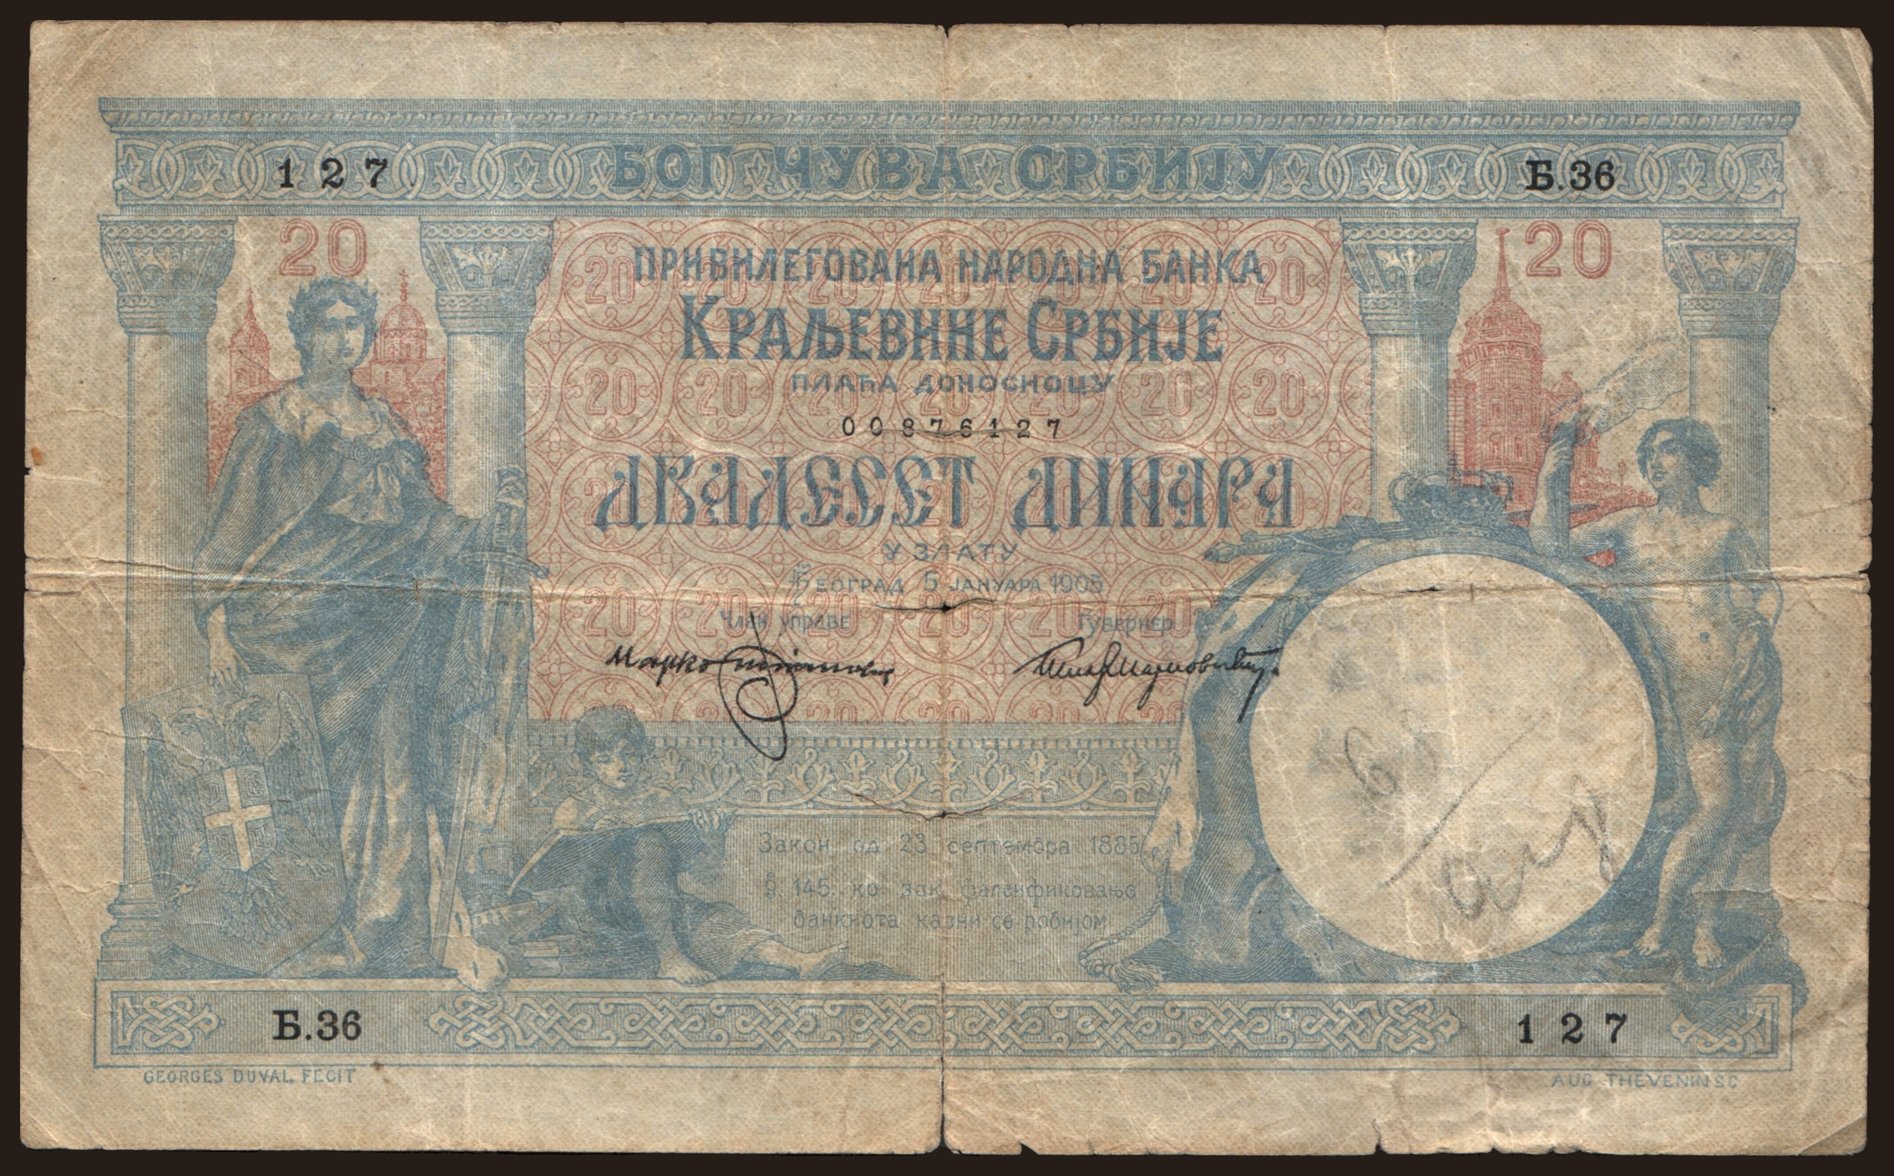 БОГ ЧУВА СРБИЈУ
127
Б.36
20
20
ПРИВИЛЕГОВАНА НАРОДНА БАНКА
КРАЉЕВИНЕ СРБИЈЕ
ПЛАЋА ДОНОСИОЦУ
00876127
ДВАДЕСЕТ ДИНАРА
У ЗЛАТУ
БЕОГРАД 5 ЈАНУАРА 1905
Члан управе
Гувернер
Марко
Закон од 23 септембра 1885
§ 145. кр. зак. фалсификовање
банкнота казни се робијом
Б.36
127
GEORGES DUVAL FECIT
AUG THEVENIN SC